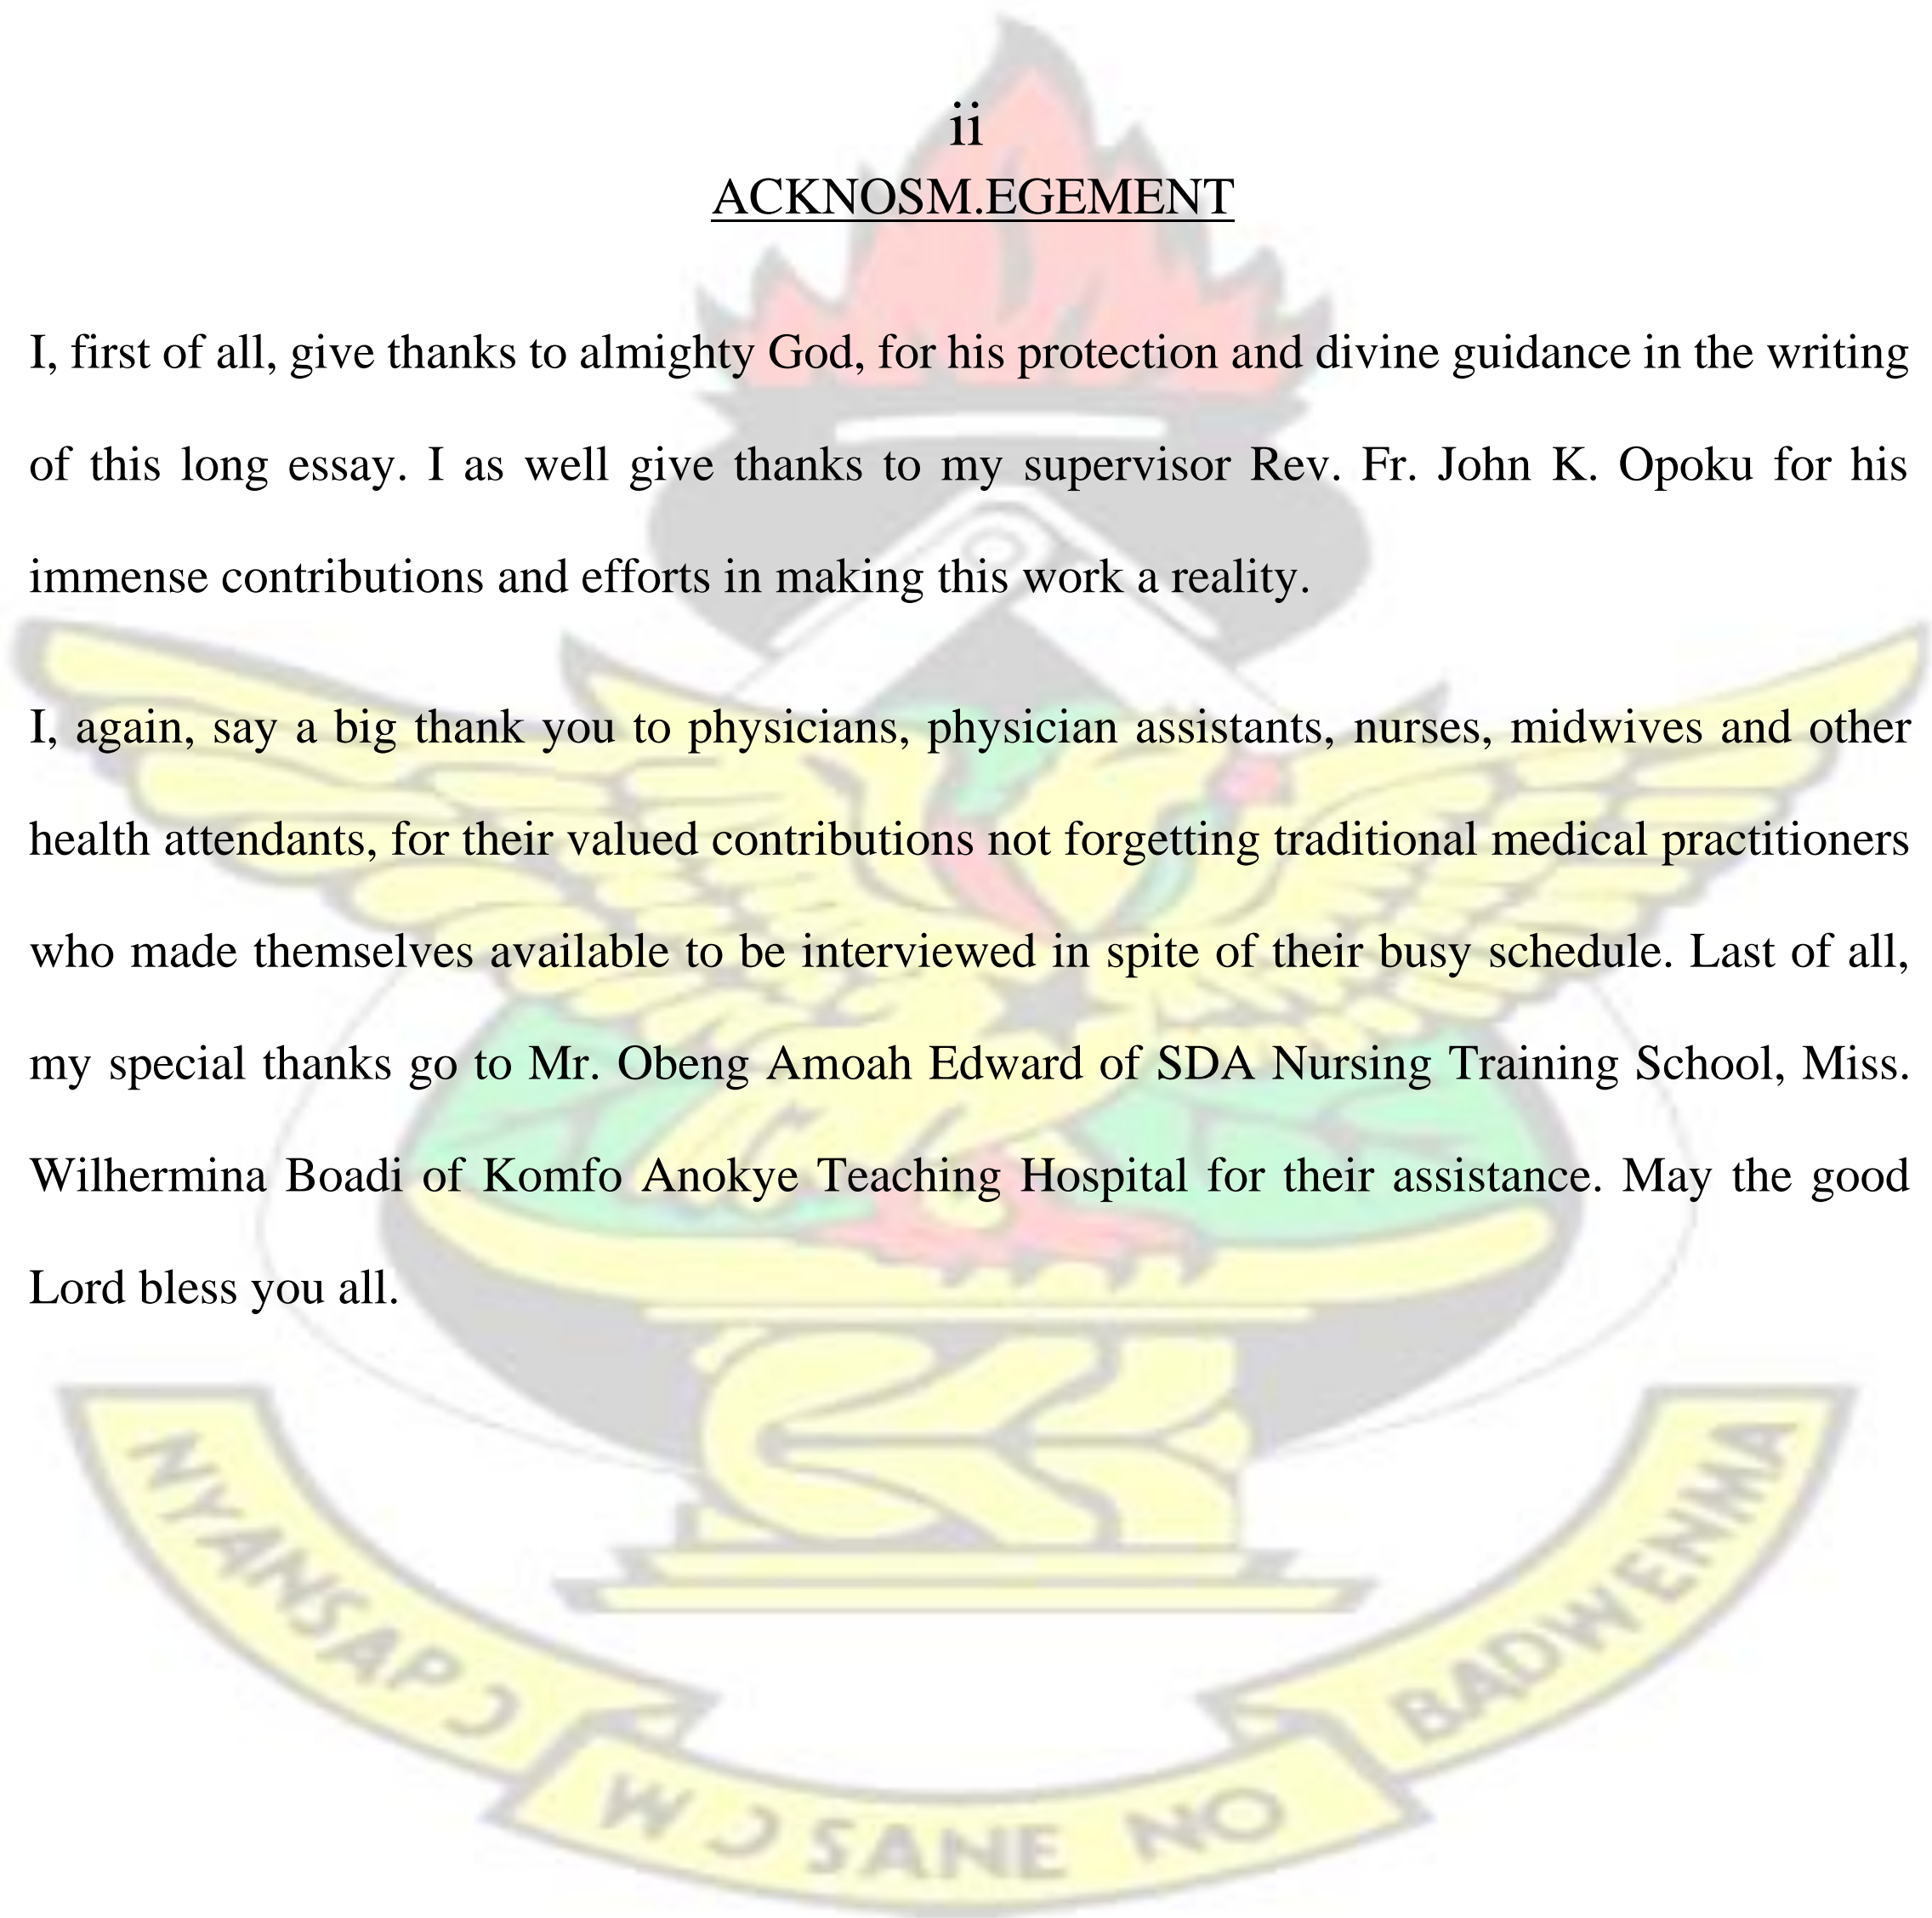 ii
ACKNOSM.EGEMENT
I, first of all, give thanks to almighty God, for his protection and divine guidance in the writing
of this long essay. I as well give thanks to my supervisor Rev. Fr. John K. Opoku for his
immense contributions and efforts in making this work a reality.
I, again, say a big thank you to physicians, physician assistants, nurses, midwives and other
health attendants, for their valued contributions not forgetting traditional medical practitioners
who made themselves available to be interviewed in spite of their busy schedule. Last of all,
my special thanks go to Mr. Obeng Amoah Edward of SDA Nursing Training School, Miss.
Wilhermina Boadi of Komfo Anokye Teaching Hospital for their assistance. May the good
Lord bless you all.
NYANSAPƆ
WƆSANE NO
BADWENMA